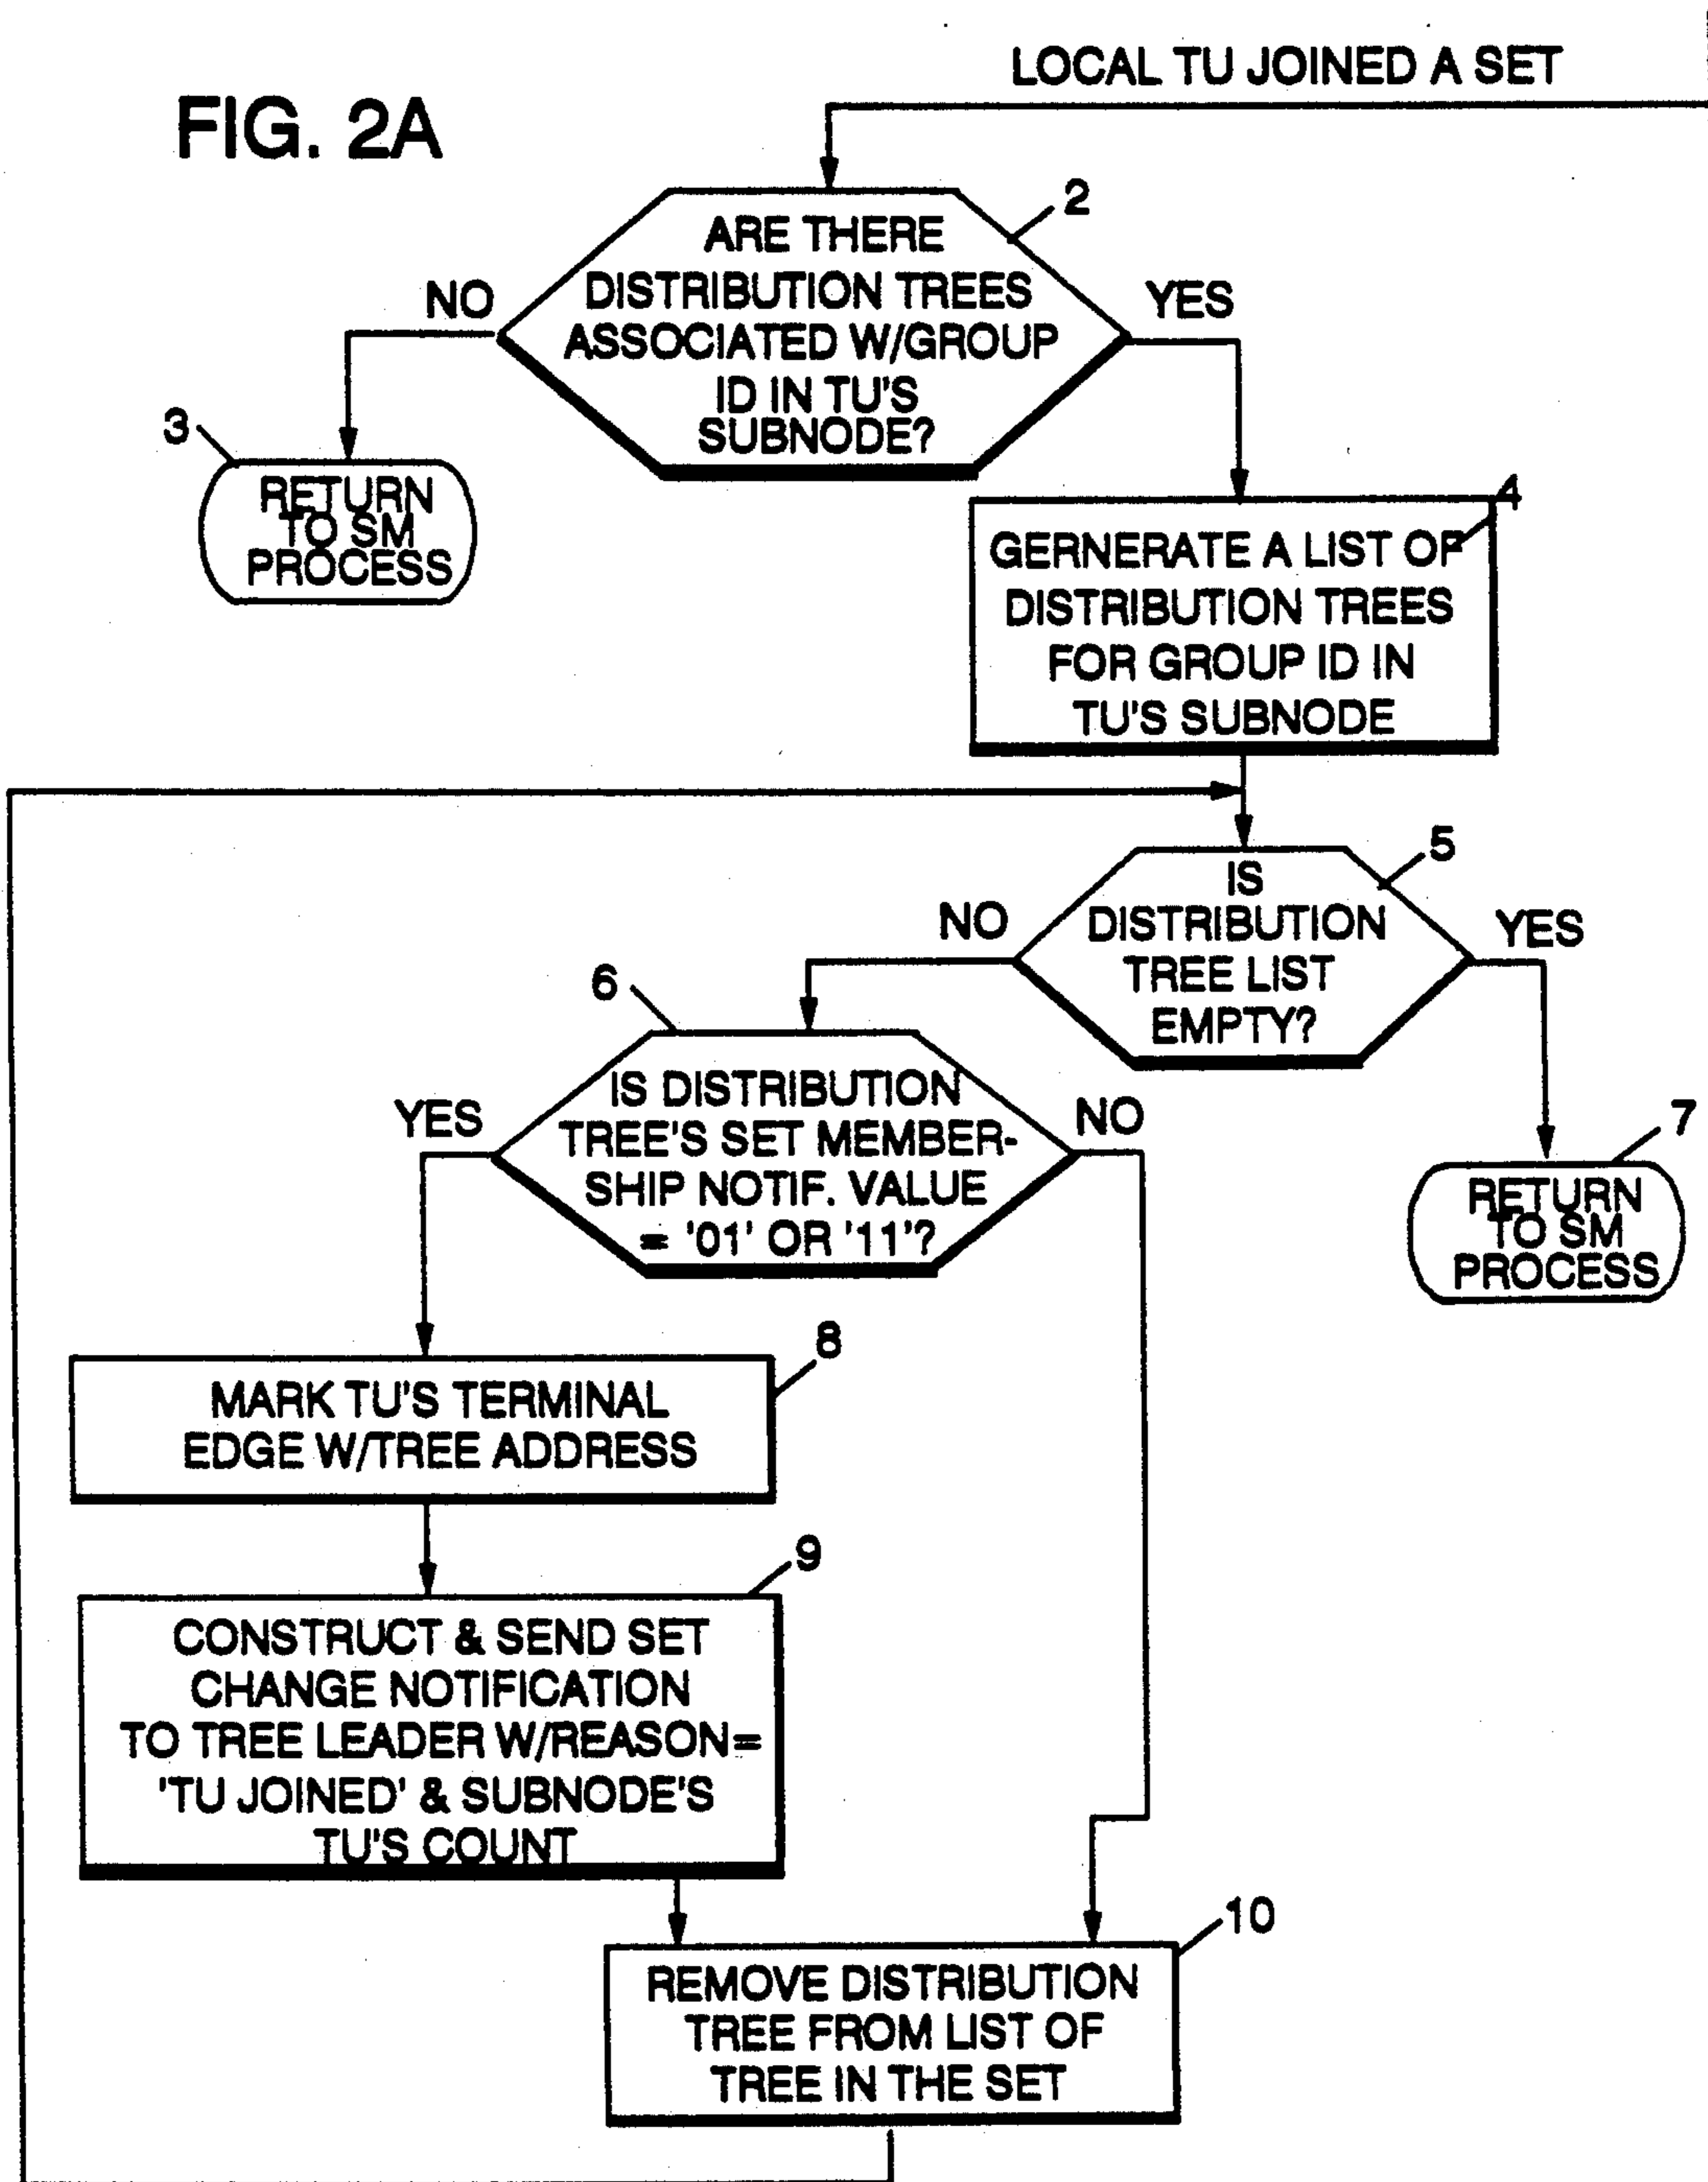 LOCAL TU JOINED A SET
FIG. 2A
2
ARE THERE
DISTRIBUTION TREES
ASSOCIATED W/GROUP
ID IN TU'S
SUBNODE?
NO
YES
3
RETURN
TO SM
PROCESS
4
GERNERATE A LIST OF
DISTRIBUTION TREES
FOR GROUP ID IN
TU'S SUBNODE
5
IS
DISTRIBUTION
TREE LIST
EMPTY?
NO
YES
6
IS DISTRIBUTION
TREE'S SET MEMBER-
SHIP NOTIF. VALUE
= '01' OR '11'?
YES
NO
7
RETURN
TO SM
PROCESS
8
MARK TU'S TERMINAL
EDGE W/TREE ADDRESS
9
CONSTRUCT & SEND SET
CHANGE NOTIFICATION
TO TREE LEADER W/REASON=
'TU JOINED' & SUBNODE'S
TU'S COUNT
10
REMOVE DISTRIBUTION
TREE FROM LIST OF
TREE IN THE SET